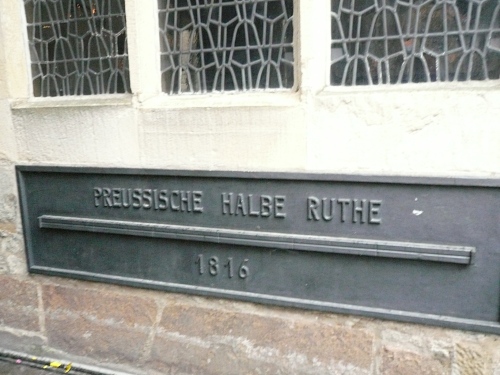 PREUSSISCHE HALBE RUTHE
1816